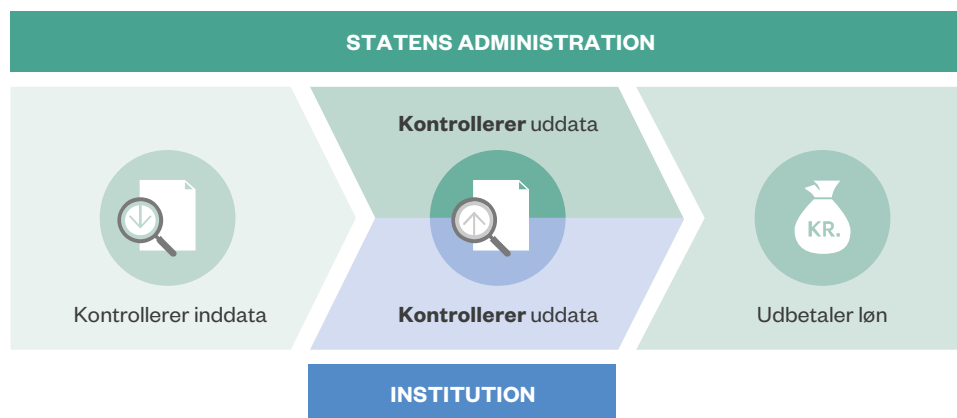 STATENS ADMINISTRATION
Kontrollerer uddata
KR.
Kontrollerer inddata
Kontrollerer uddata
Udbetaler løn
INSTITUTION